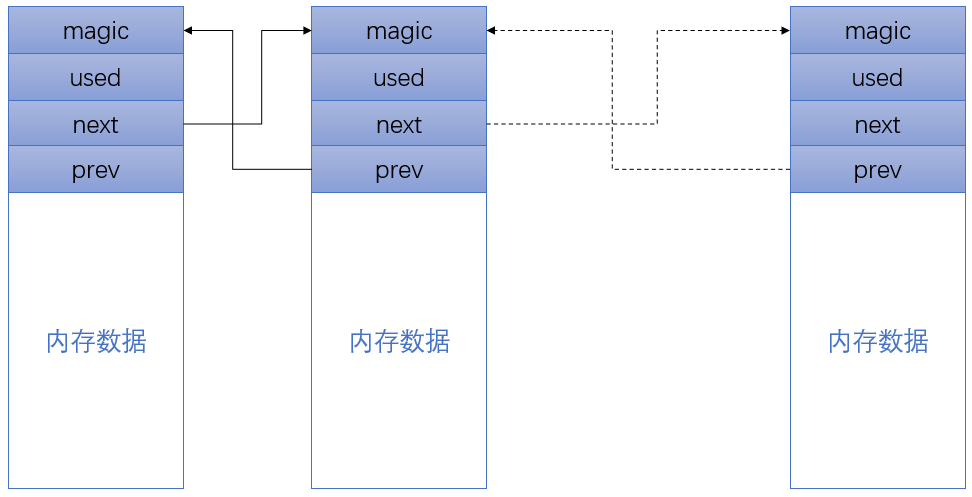 magic
used
next
prev
内存数据
magic
used
next
prev
内存数据
magic
used
next
prev
内存数据